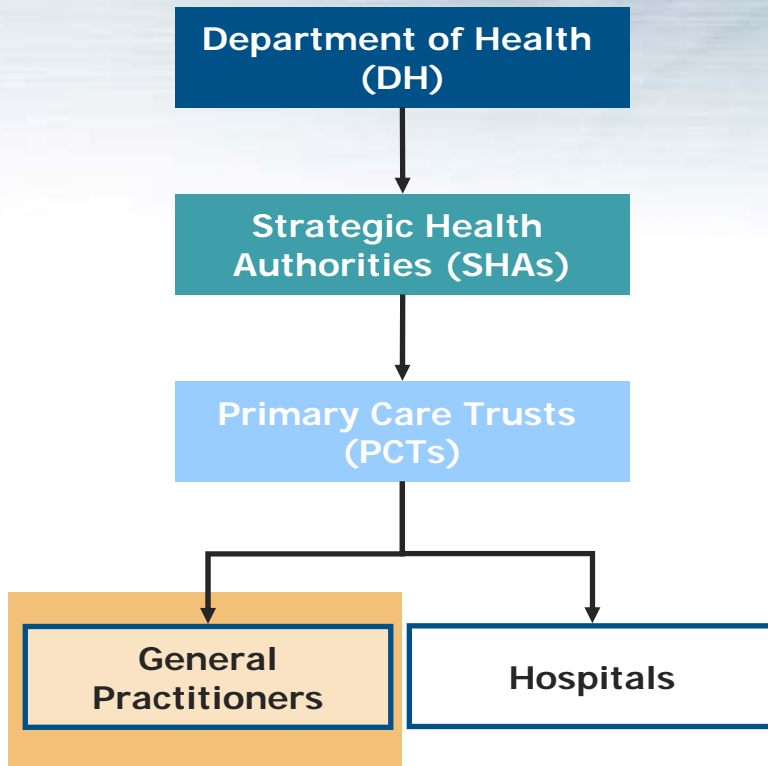 Department of Health
(DH)
Strategic Health
Authorities (SHAs)
Primary Care Trusts
(PCTs)
General
Practitioners
Hospitals